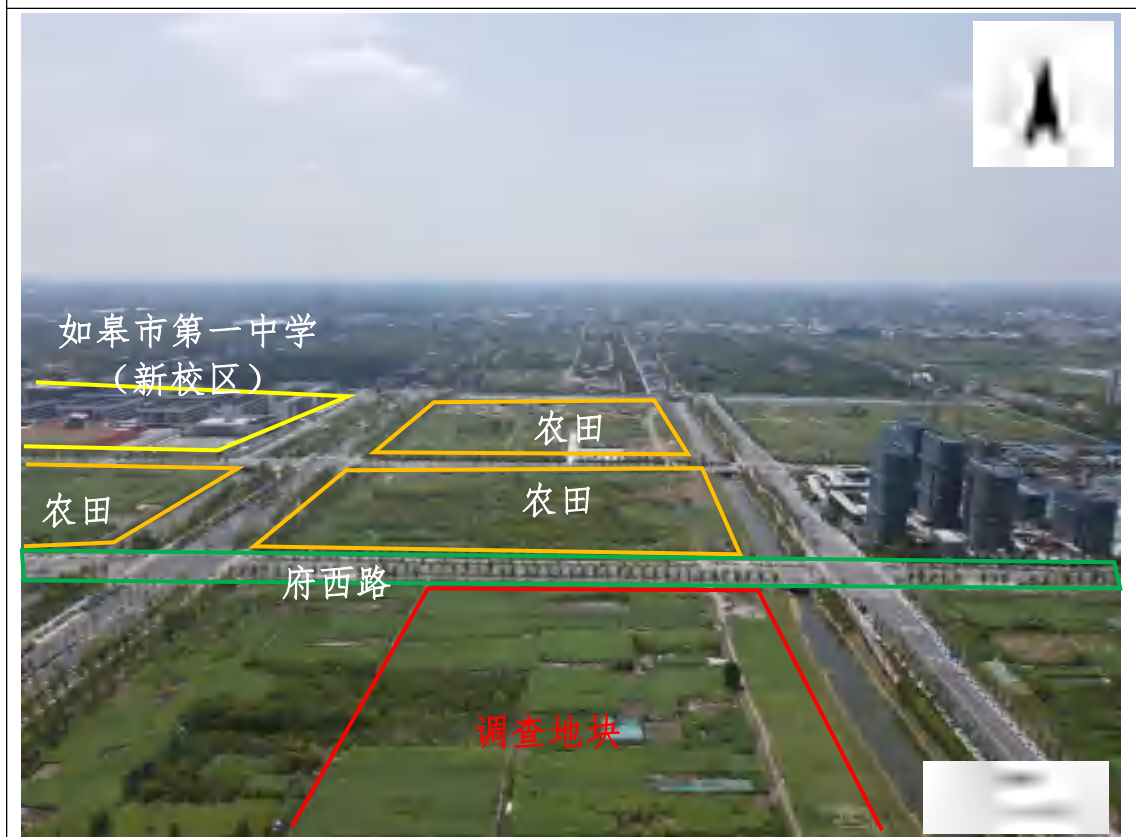 如皋市第一中学
（新校区）
农田
农田
农田
府西路
调查地块